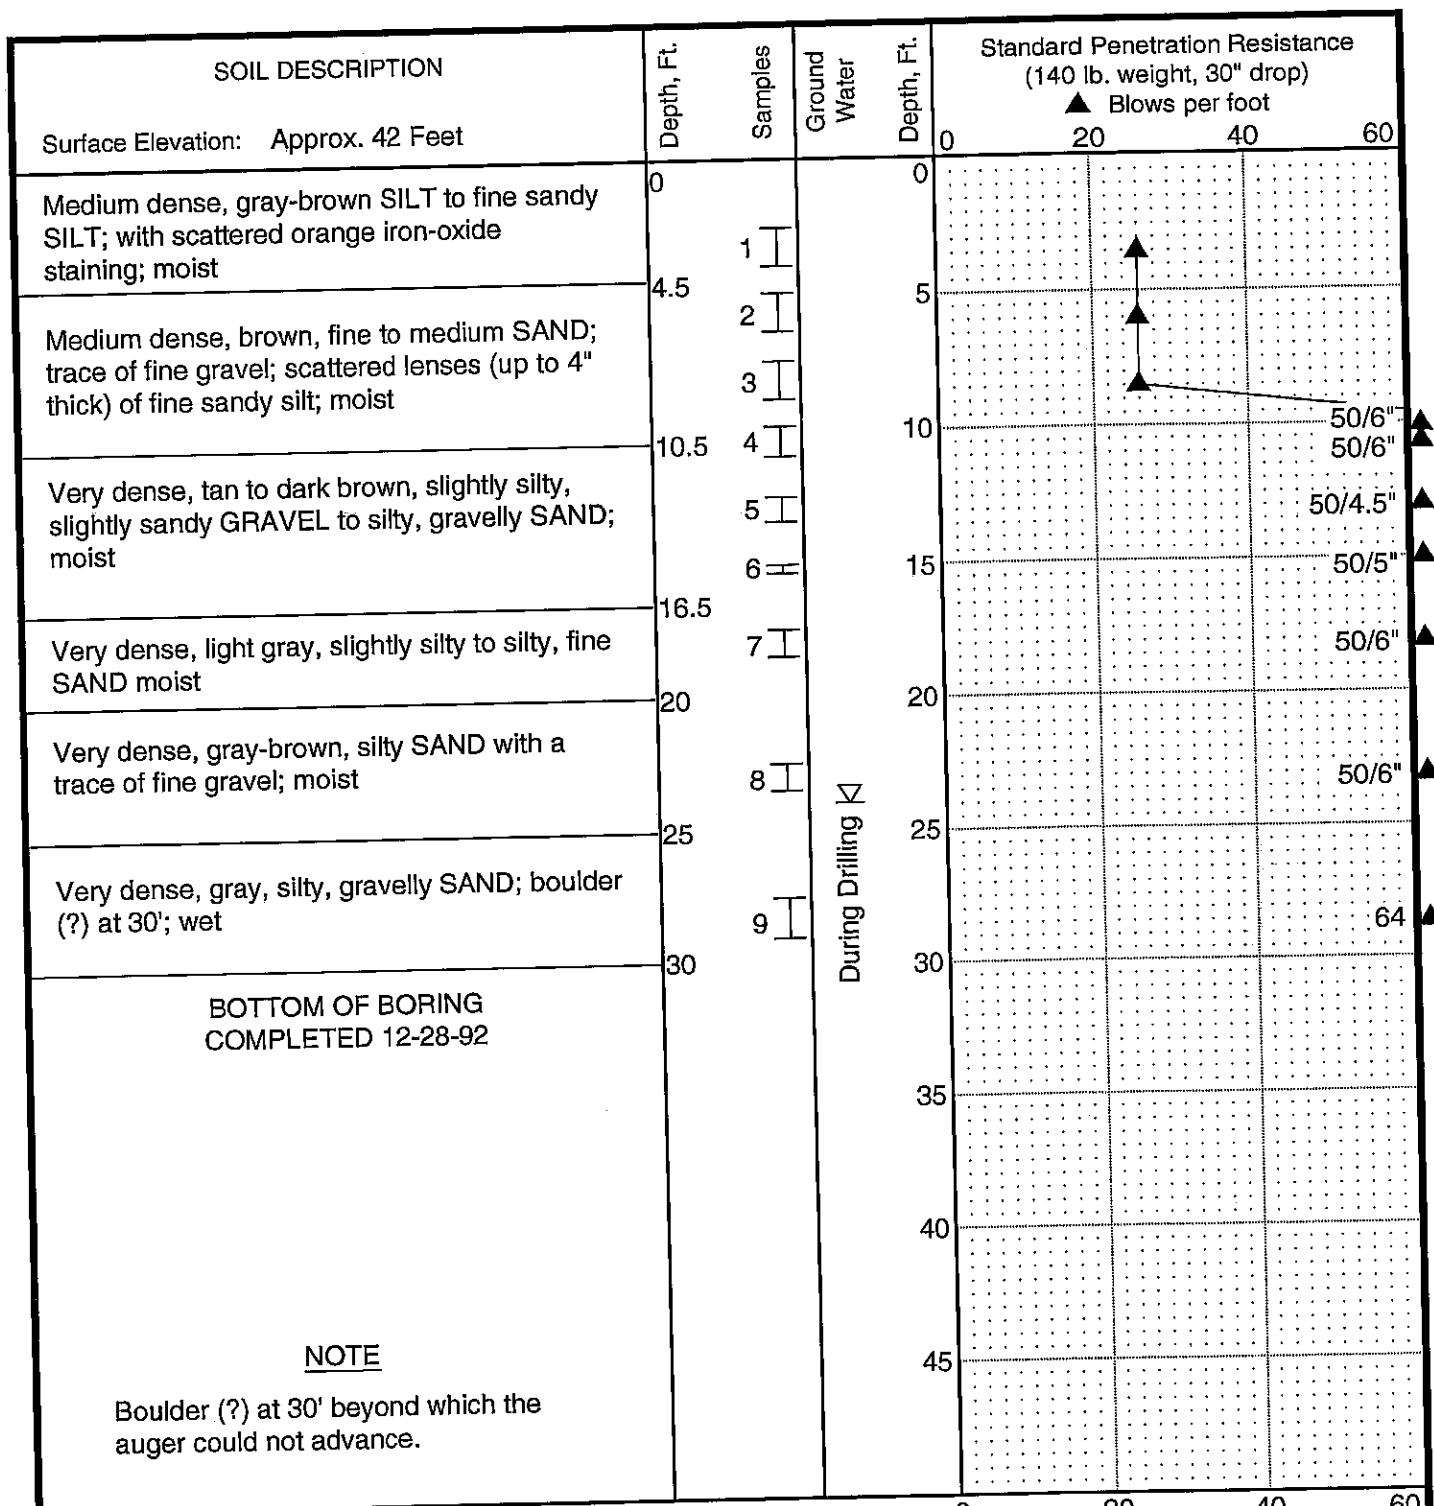 SOIL DESCRIPTION
Surface Elevation: Approx. 42 Feet
Depth, Ft.
Samples
Ground
Water
Depth, Ft.
Standard Penetration Resistance
(140 lb. weight, 30" drop)
▲ Blows per foot
0 20 40 60
Medium dense, gray-brown SILT to fine sandy
SILT; with scattered orange iron-oxide
staining; moist
Medium dense, brown, fine to medium SAND;
trace of fine gravel; scattered lenses (up to 4"
thick) of fine sandy silt; moist
Very dense, tan to dark brown, slightly silty,
slightly sandy GRAVEL to silty, gravelly SAND;
moist
Very dense, light gray, slightly silty to silty, fine
SAND moist
Very dense, gray-brown, silty SAND with a
trace of fine gravel; moist
Very dense, gray, silty, gravelly SAND; boulder
(?) at 30'; wet
BOTTOM OF BORING
COMPLETED 12-28-92
NOTE
Boulder (?) at 30' beyond which the
auger could not advance.
0
4.5
10.5
16.5
20
25
30
1
2
3
4
5
6
7
8
9
During Drilling
0
5
10
15
20
25
30
35
40
45
50/6"
50/6"
50/4.5"
50/5"
50/6"
50/6"
64
0 20 40 60